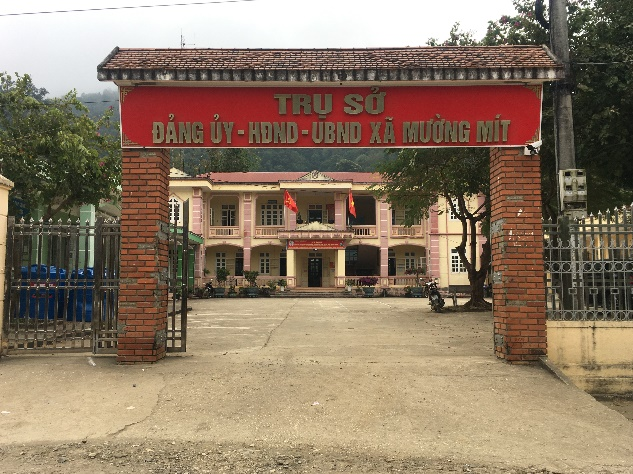 TRỤ SỞ
ĐẢNG ỦY - HĐND - UBND XÃ MƯỜNG MÍT